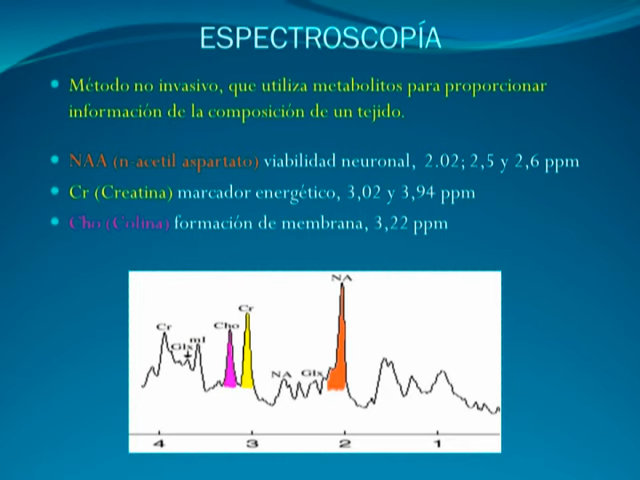 ESPECTROSCOPÍA
Método no invasivo, que utiliza metabolitos para proporcionar
información de la composición de un tejido.
NAA (n-acetil aspartato) viabilidad neuronal, 2.02; 2,5 y 2,6 ppm
Cr (Creatina) marcador energético, 3,02 y 3,94 ppm
Cho (Colina) formación de membrana, 3,22 ppm
NA
Cr
Cr
Cho
mI
Glx
NA
Glx
4 3 2 1